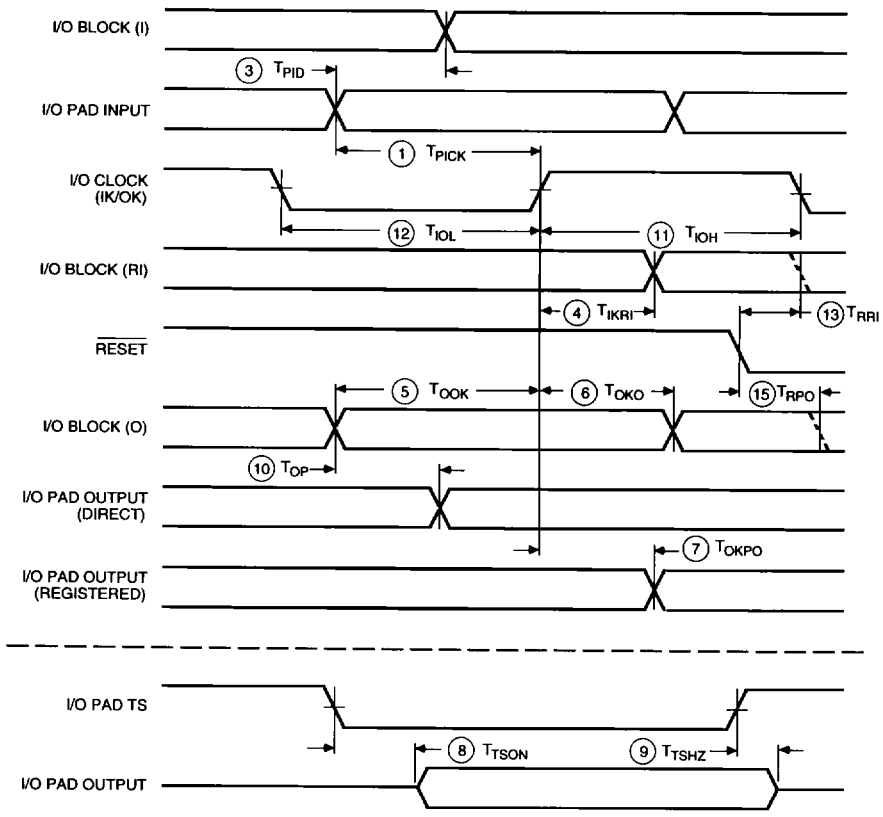 I/O BLOCK (I)
3 TPID
I/O PAD INPUT
1 TPICK
I/O CLOCK
(IK/OK)
12 TIOL
11 TIOH
I/O BLOCK (RI)
4 TIKRI
13 TRRI
RESET
5 TOOK
6 TOKO
15 TRPO
I/O BLOCK (O)
10 TOP
I/O PAD OUTPUT
(DIRECT)
7 TOKPO
I/O PAD OUTPUT
(REGISTERED)
I/O PAD TS
8 TTSON
9 TTSHZ
I/O PAD OUTPUT